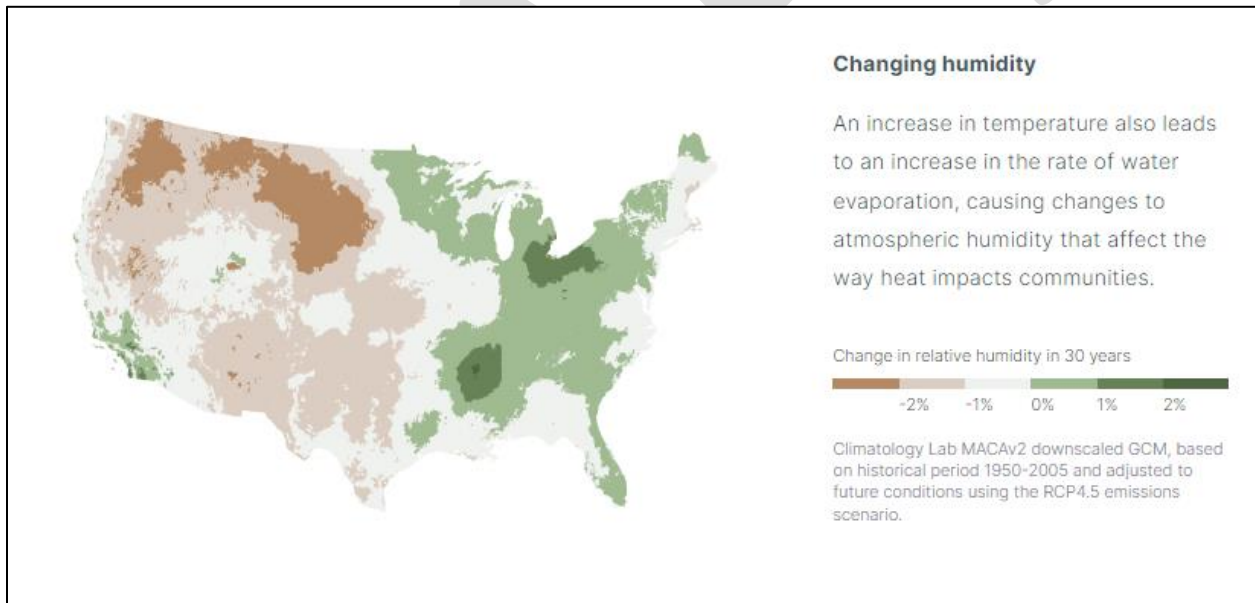 Changing humidity
An increase in temperature also leads
to an increase in the rate of water
evaporation, causing changes to
atmospheric humidity that affect the
way heat impacts communities.
Change in relative humidity in 30 years
-2% -1% 0% 1% 2%
Climatology Lab MACAv2 downscaled GCM, based
on historical period 1950-2005 and adjusted to
future conditions using the RCP4.5 emissions
scenario.